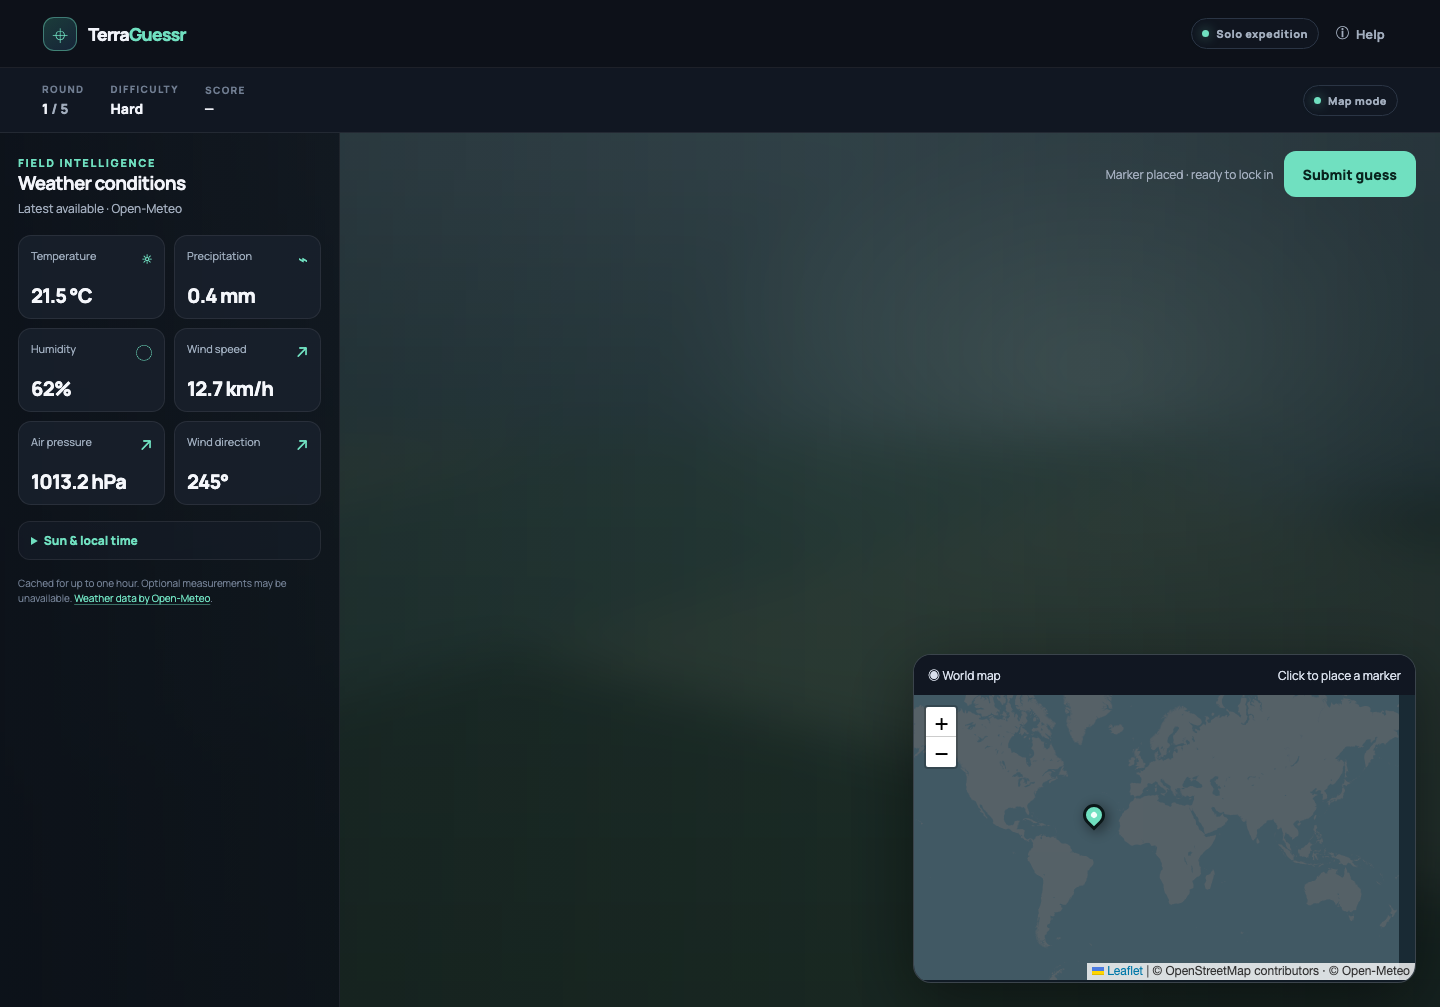 TerraGuessr
Solo expedition
Help
ROUND
1 / 5
DIFFICULTY
Hard
SCORE
–
Map mode
FIELD INTELLIGENCE
Weather conditions
Latest available · Open-Meteo
Temperature
21.5 °C
Precipitation
0.4 mm
Humidity
62%
Wind speed
12.7 km/h
Air pressure
1013.2 hPa
Wind direction
245°
Sun & local time
Cached for up to one hour. Optional measurements may be
unavailable. Weather data by Open-Meteo.
Marker placed · ready to lock in
Submit guess
World map
Click to place a marker
+
−
Leaflet | © OpenStreetMap contributors · © Open-Meteo